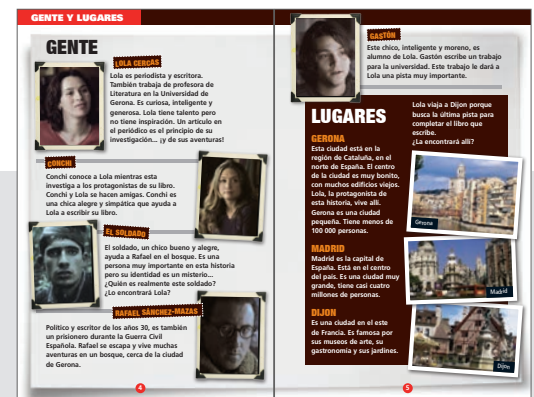 GENTE Y LUGARES
GENTE
LOLA CERCAS
Lola es periodista y escritora.
También trabaja de profesora de
Literatura en la Universidad de
Gerona. Es curiosa, inteligente y
generosa. Lola tiene talento pero
no tiene inspiración. Un artículo en
el periódico es el principio de su
investigación... ¡y de sus aventuras!
CONCHI
Conchi conoce a Lola mientras esta
investiga a los protagonistas de su libro.
Conchi y Lola se hacen amigas. Conchi es
una chica alegre y simpática que ayuda a
Lola a escribir su libro.
EL SOLDADO
El soldado, un chico bueno y alegre,
ayuda a Rafael en el bosque. Es una
persona muy importante en esta historia
pero su identidad es un misterio...
¿Quién es realmente este soldado?
¿Lo encontrará Lola?
RAFAEL SÁNCHEZ-MAZAS
Político y escritor de los años 30, es también
un prisionero durante la Guerra Civil
Española. Rafael se escapa y vive muchas
aventuras en un bosque, cerca de la ciudad
de Gerona.
4
GASTÓN
Este chico, inteligente y moreno, es
alumno de Lola. Gastón escribe un trabajo
para la universidad. Este trabajo le dará a
Lola una pista muy importante.
LUGARES
GERONA
Esta ciudad está en la
región de Cataluña, en el
norte de España. El centro
de la ciudad es muy bonito,
con muchos edificios viejos.
Lola, la protagonista de
esta historia, vive allí.
Gerona es una ciudad
pequeña. Tiene menos de
100 000 personas.
MADRID
Madrid es la capital de
España. Está en el centro
del país. Es una ciudad muy
grande, tiene casi cuatro
millones de personas.
DIJON
Es una ciudad en el este
de Francia. Es famosa por
sus museos de arte, su
gastronomía y sus jardines.
Lola viaja a Dijon porque
busca la última pista para
completar el libro que
escribe.
¿La encontrará allí?
Gerona
Madrid
Dijon
5